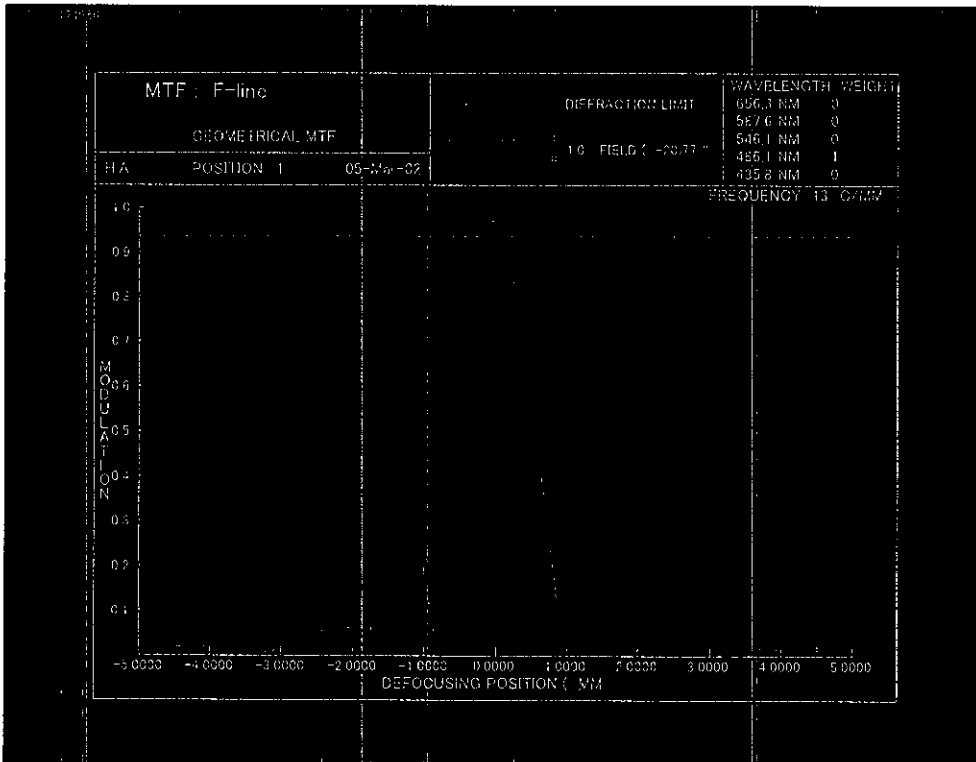 MTF: F-line
GEOMETRICAL MTF
POSITION 1 05-Mar-02
DIFFRACTION LIMIT
1.0 FIELD ( -20.77 °
WAVELENGTH WEIGHT
656.3 NM 0
587.6 NM 0
546.1 NM 0
486.1 NM 1
435.8 NM 0
FREQUENCY 13 C/MM
1.0
0.9
0.8
0.7
0.6
0.5
0.4
0.3
0.2
0.1
MODULATION
-5.0000 -4.0000 -3.0000 -2.0000 -1.0000 0.0000 1.0000 2.0000 3.0000 4.0000 5.0000
DEFOCUSING POSITION ( MM